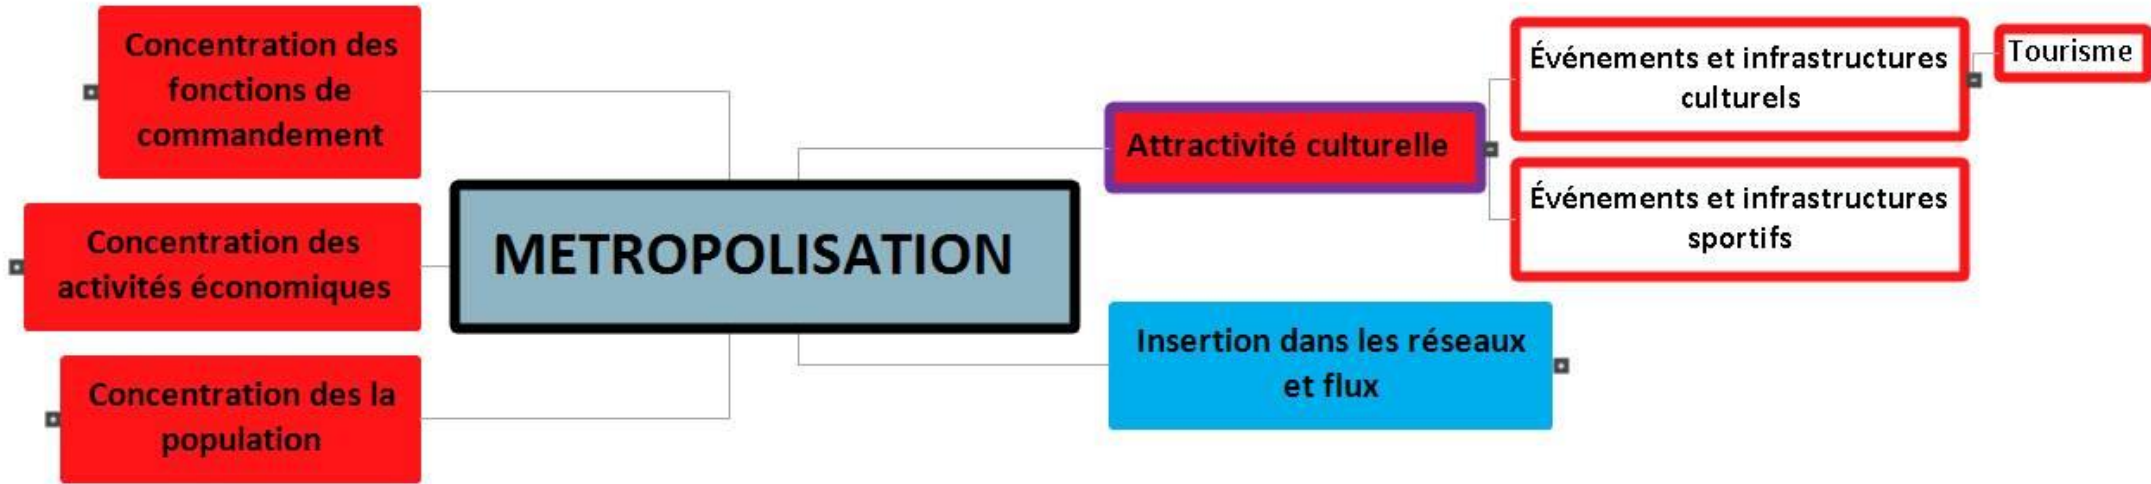 Concentration des
fonctions de
commandement
Concentration des
activités économiques
Concentration des la
population
METROPOLISATION
Attractivité culturelle
Événements et infrastructures
culturels
Tourisme
Événements et infrastructures
sportifs
Insertion dans les réseaux
et flux